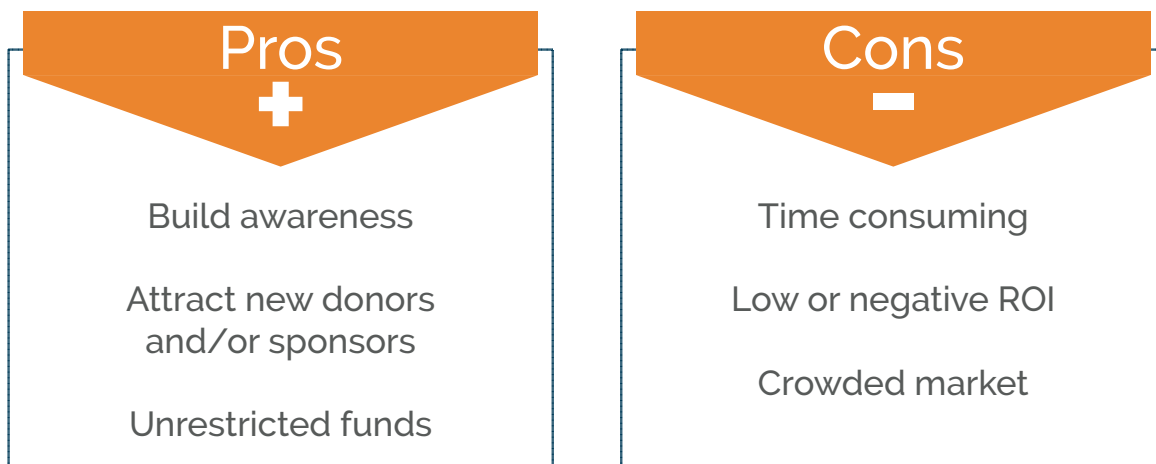 Pros
Build awareness
Attract new donors
and/or sponsors
Unrestricted funds
Cons
Time consuming
Low or negative ROI
Crowded market